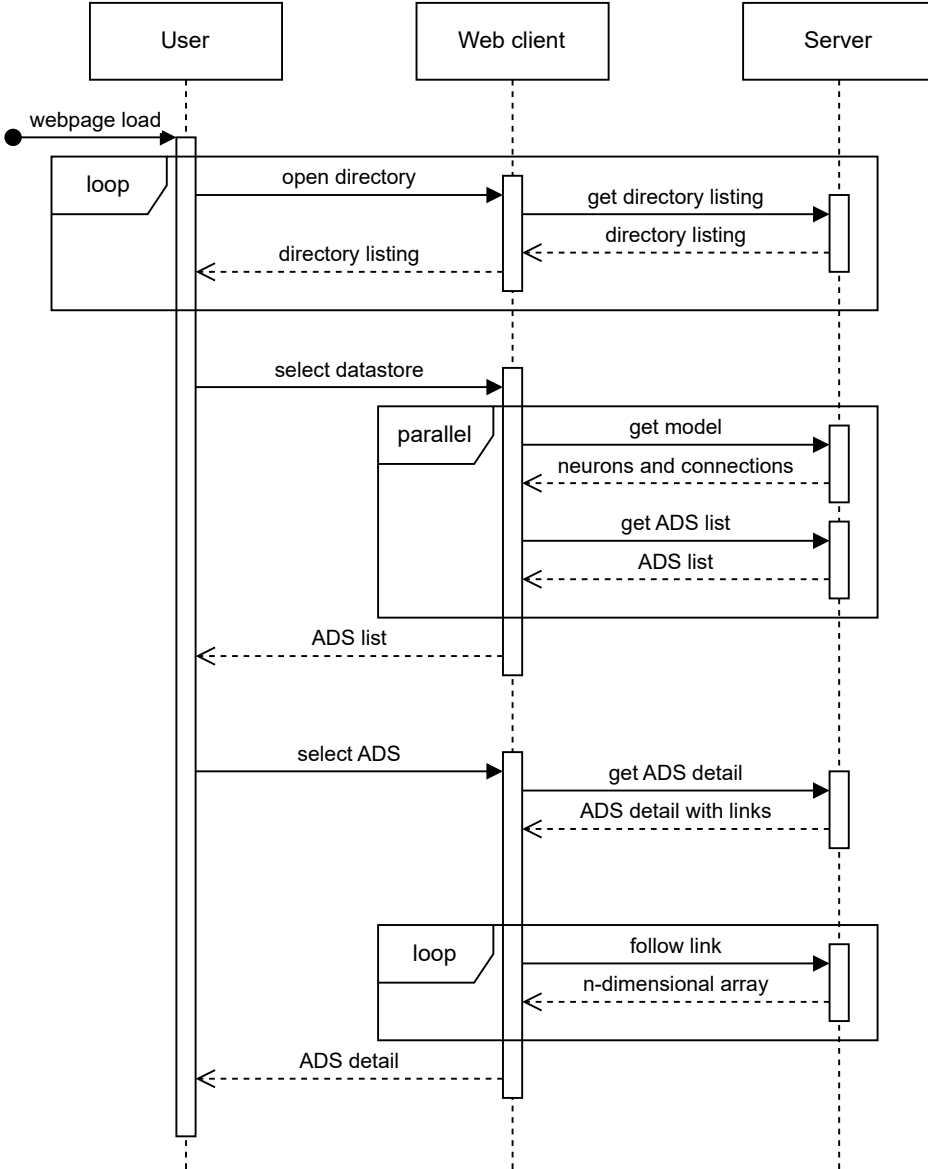 User
Web client
Server
webpage load
loop
open directory
get directory listing
directory listing
directory listing
select datastore
parallel
get model
neurons and connections
get ADS list
ADS list
ADS list
select ADS
get ADS detail
ADS detail with links
loop
follow link
n-dimensional array
ADS detail